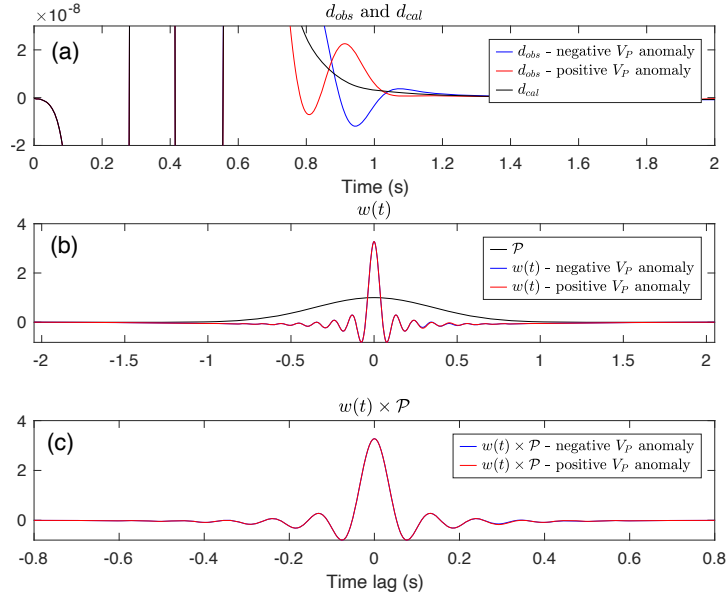 ×10⁻⁸
d_obs and d_cal
(a)
2
0
-2
d_obs - negative V_P anomaly
d_obs - positive V_P anomaly
d_cal
0 0.2 0.4 0.6 0.8 1 1.2 1.4 1.6 1.8 2
Time (s)
w(t)
(b)
4
2
0
𝒫
w(t) - negative V_P anomaly
w(t) - positive V_P anomaly
-2 -1.5 -1 -0.5 0 0.5 1 1.5 2
w(t) × 𝒫
(c)
4
2
0
w(t) × 𝒫 - negative V_P anomaly
w(t) × 𝒫 - positive V_P anomaly
-0.8 -0.6 -0.4 -0.2 0 0.2 0.4 0.6 0.8
Time lag (s)